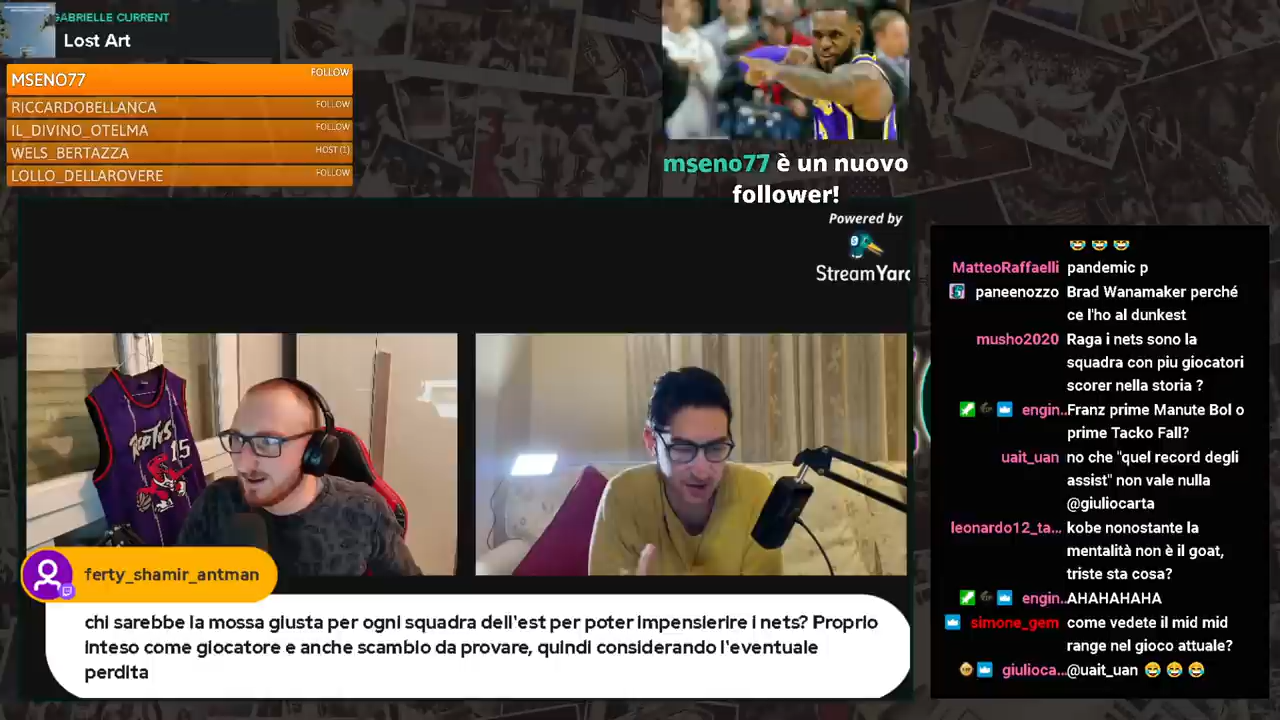 GABRIELLE CURRENT
Lost Art
MSENO77 FOLLOW
RICCARDOBELLANCA FOLLOW
IL_DIVINO_OTELMA FOLLOW
WELS_BERTAZZA HOST (1)
LOLLO_DELLAROVERE FOLLOW
mseno77 è un nuovo
follower!
Powered by
StreamYard
RAPTORS
15
ferty_shamir_antman
chi sarebbe la mossa giusta per ogni squadra dell'est per poter impensierire i nets? Proprio
inteso come giocatore e anche scambio da provare, quindi considerando l'eventuale
perdita
MatteoRaffaelli pandemic p
paneenozzo Brad Wanamaker perché
ce l'ho al dunkest
musho2020 Raga i nets sono la
squadra con piu giocatori
scorer nella storia ?
engin.. Franz prime Manute Bol o
prime Tacko Fall?
uait_uan no che "quel record degli
assist" non vale nulla
@giuliocarta
leonardo12_ta... kobe nonostante la
mentalità non è il goat,
triste sta cosa?
engin.. AHAHAHAHA
simone_gem come vedete il mid mid
range nel gioco attuale?
giulioca... @uait_uan 😂 😂 😂